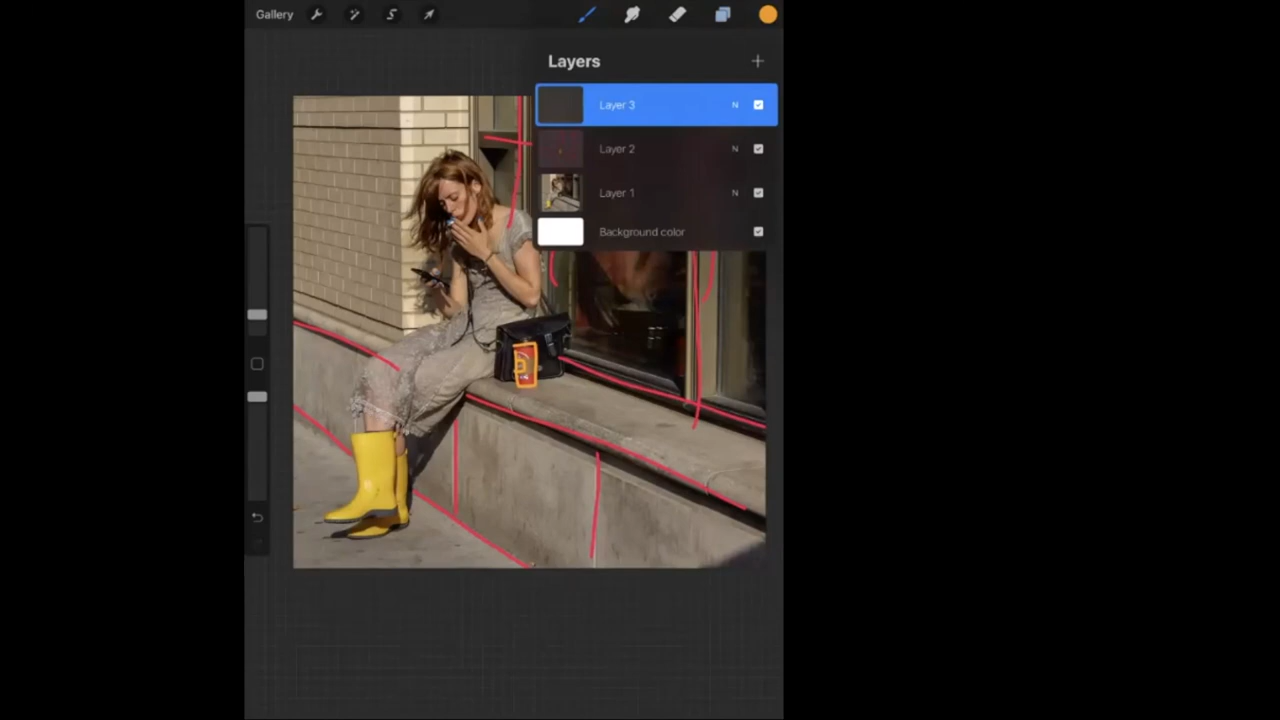 Gallery
Layers
Layer 3 N
Layer 2 N
Layer 1 N
Background color